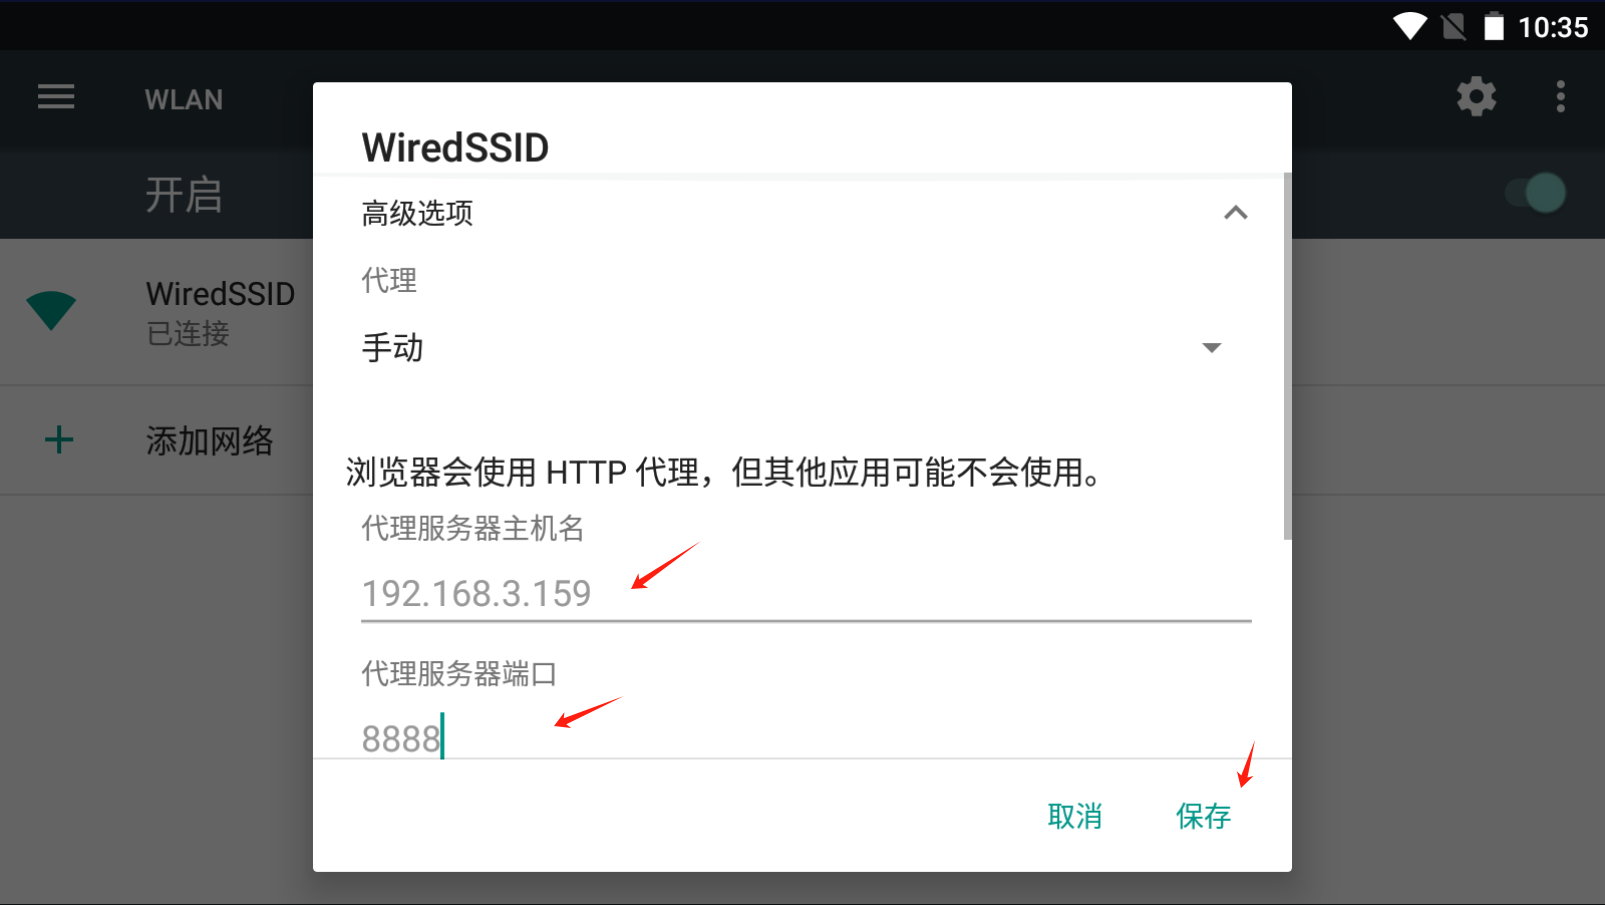 10:35
WLAN
开启
WiredSSID
已连接
添加网络
WiredSSID
高级选项
代理
手动
浏览器会使用 HTTP 代理，但其他应用可能不会使用。
代理服务器主机名
192.168.3.159
代理服务器端口
8888
取消
保存